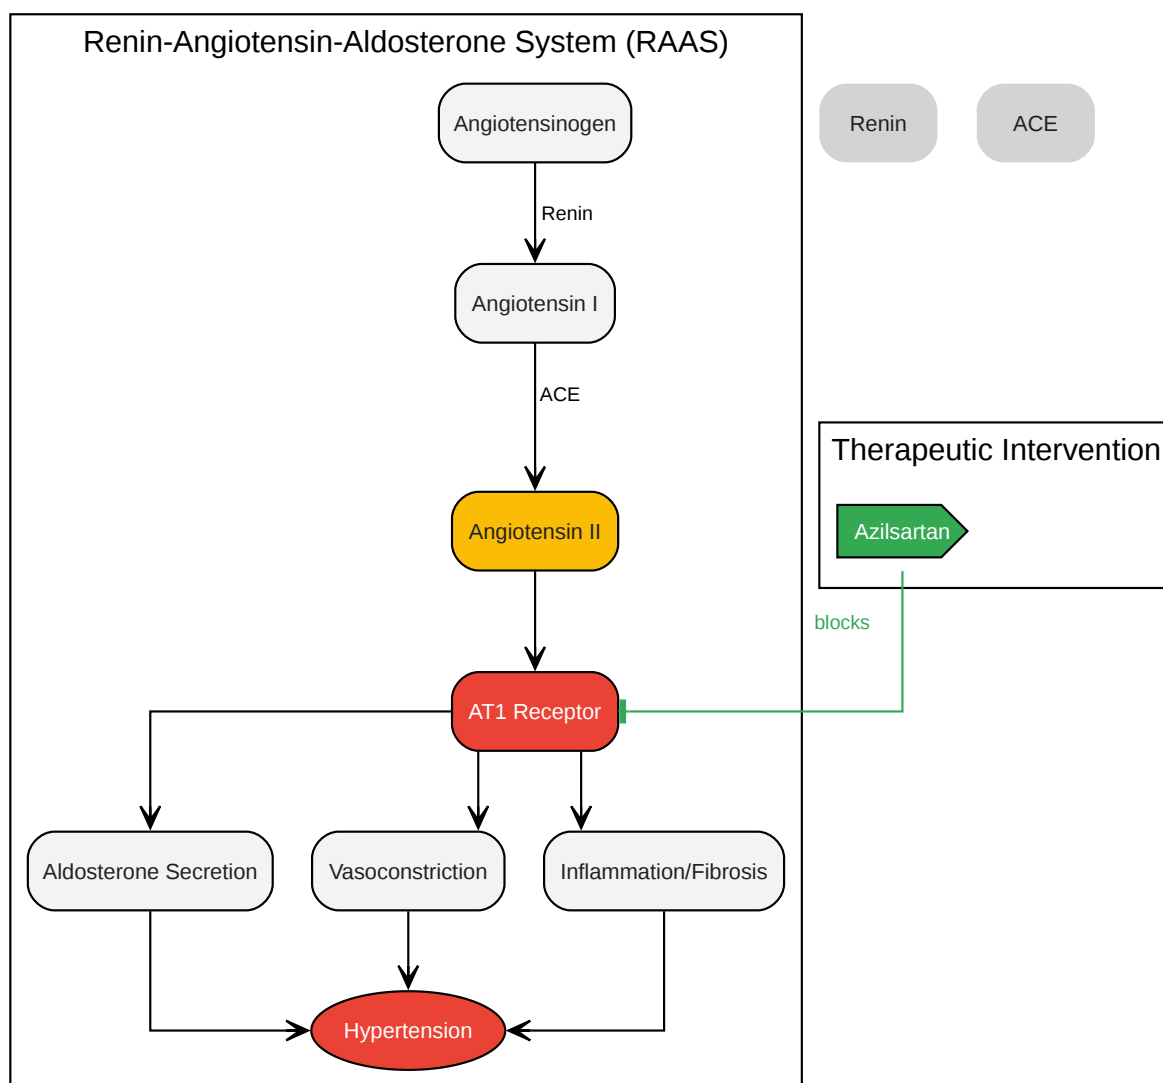 Renin-Angiotensin-Aldosterone System (RAAS)
Angiotensinogen
Renin
ACE
Renin
Angiotensin I
ACE
Therapeutic Intervention
Angiotensin II
Azilsartan
blocks
AT1 Receptor
Aldosterone Secretion
Vasoconstriction
Inflammation/Fibrosis
Hypertension